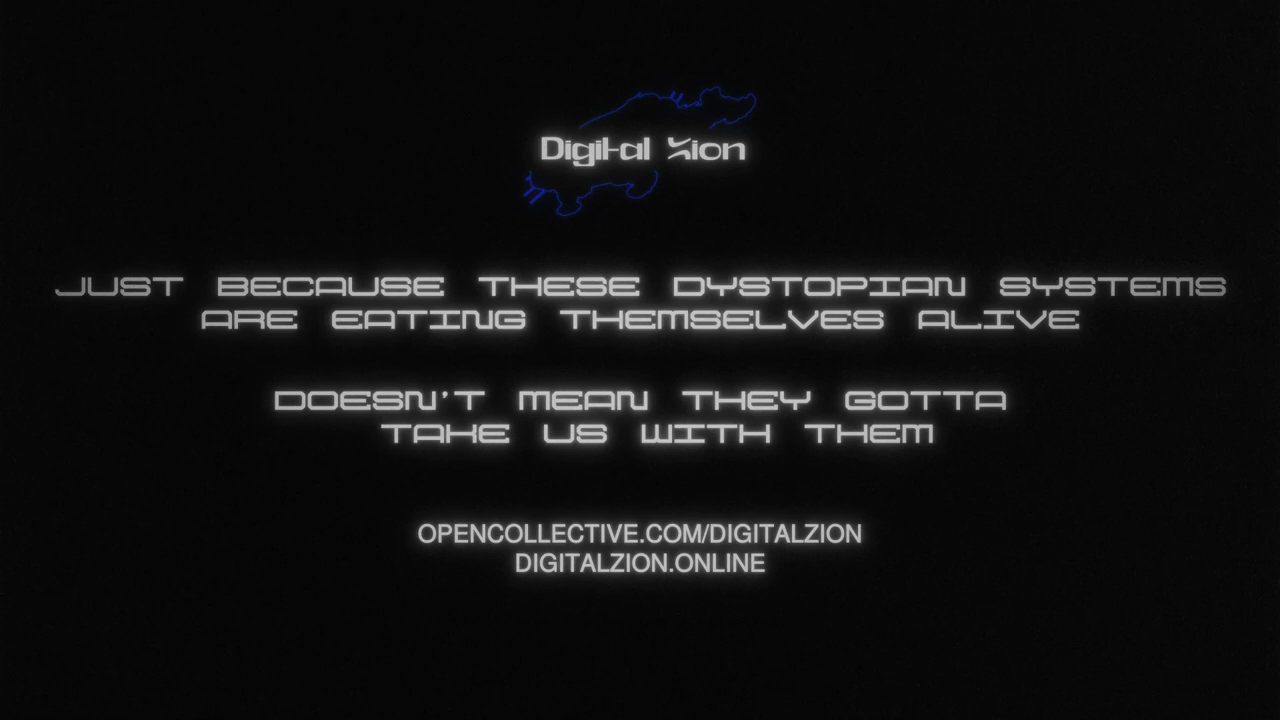 Digital Zion
JUST BECAUSE THESE DYSTOPIAN SYSTEMS
ARE EATING THEMSELVES ALIVE
DOESN'T MEAN THEY GOTTA
TAKE US WITH THEM
OPENCOLLECTIVE.COM/DIGITALZION
DIGITALZION.ONLINE